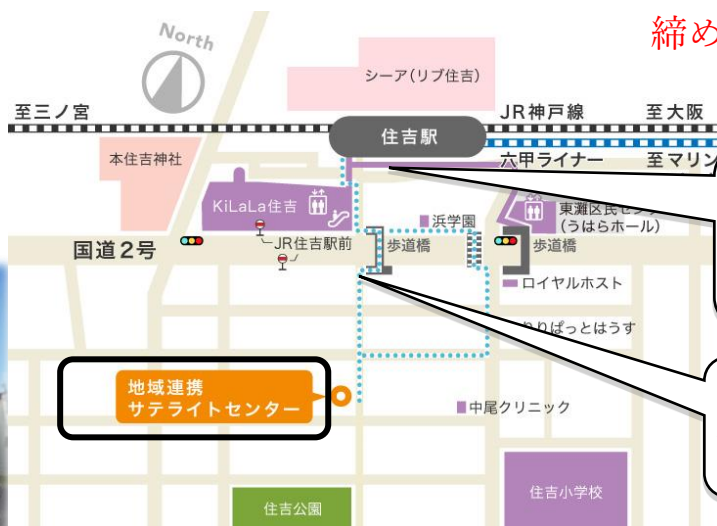 締め
North
シーア(リブ住吉)
至三ノ宮
JR神戸線
至大阪
住吉駅
本住吉神社
六甲ライナー
至マリン
KiLaLa住吉
浜学園
東灘区民セン
(うはらホール)
国道2号
JR住吉駅前
歩道橋
歩道橋
ロイヤルホスト
りぱっとはうす
地域連携
サテライトセンター
中尾クリニック
住吉小学校
住吉公園